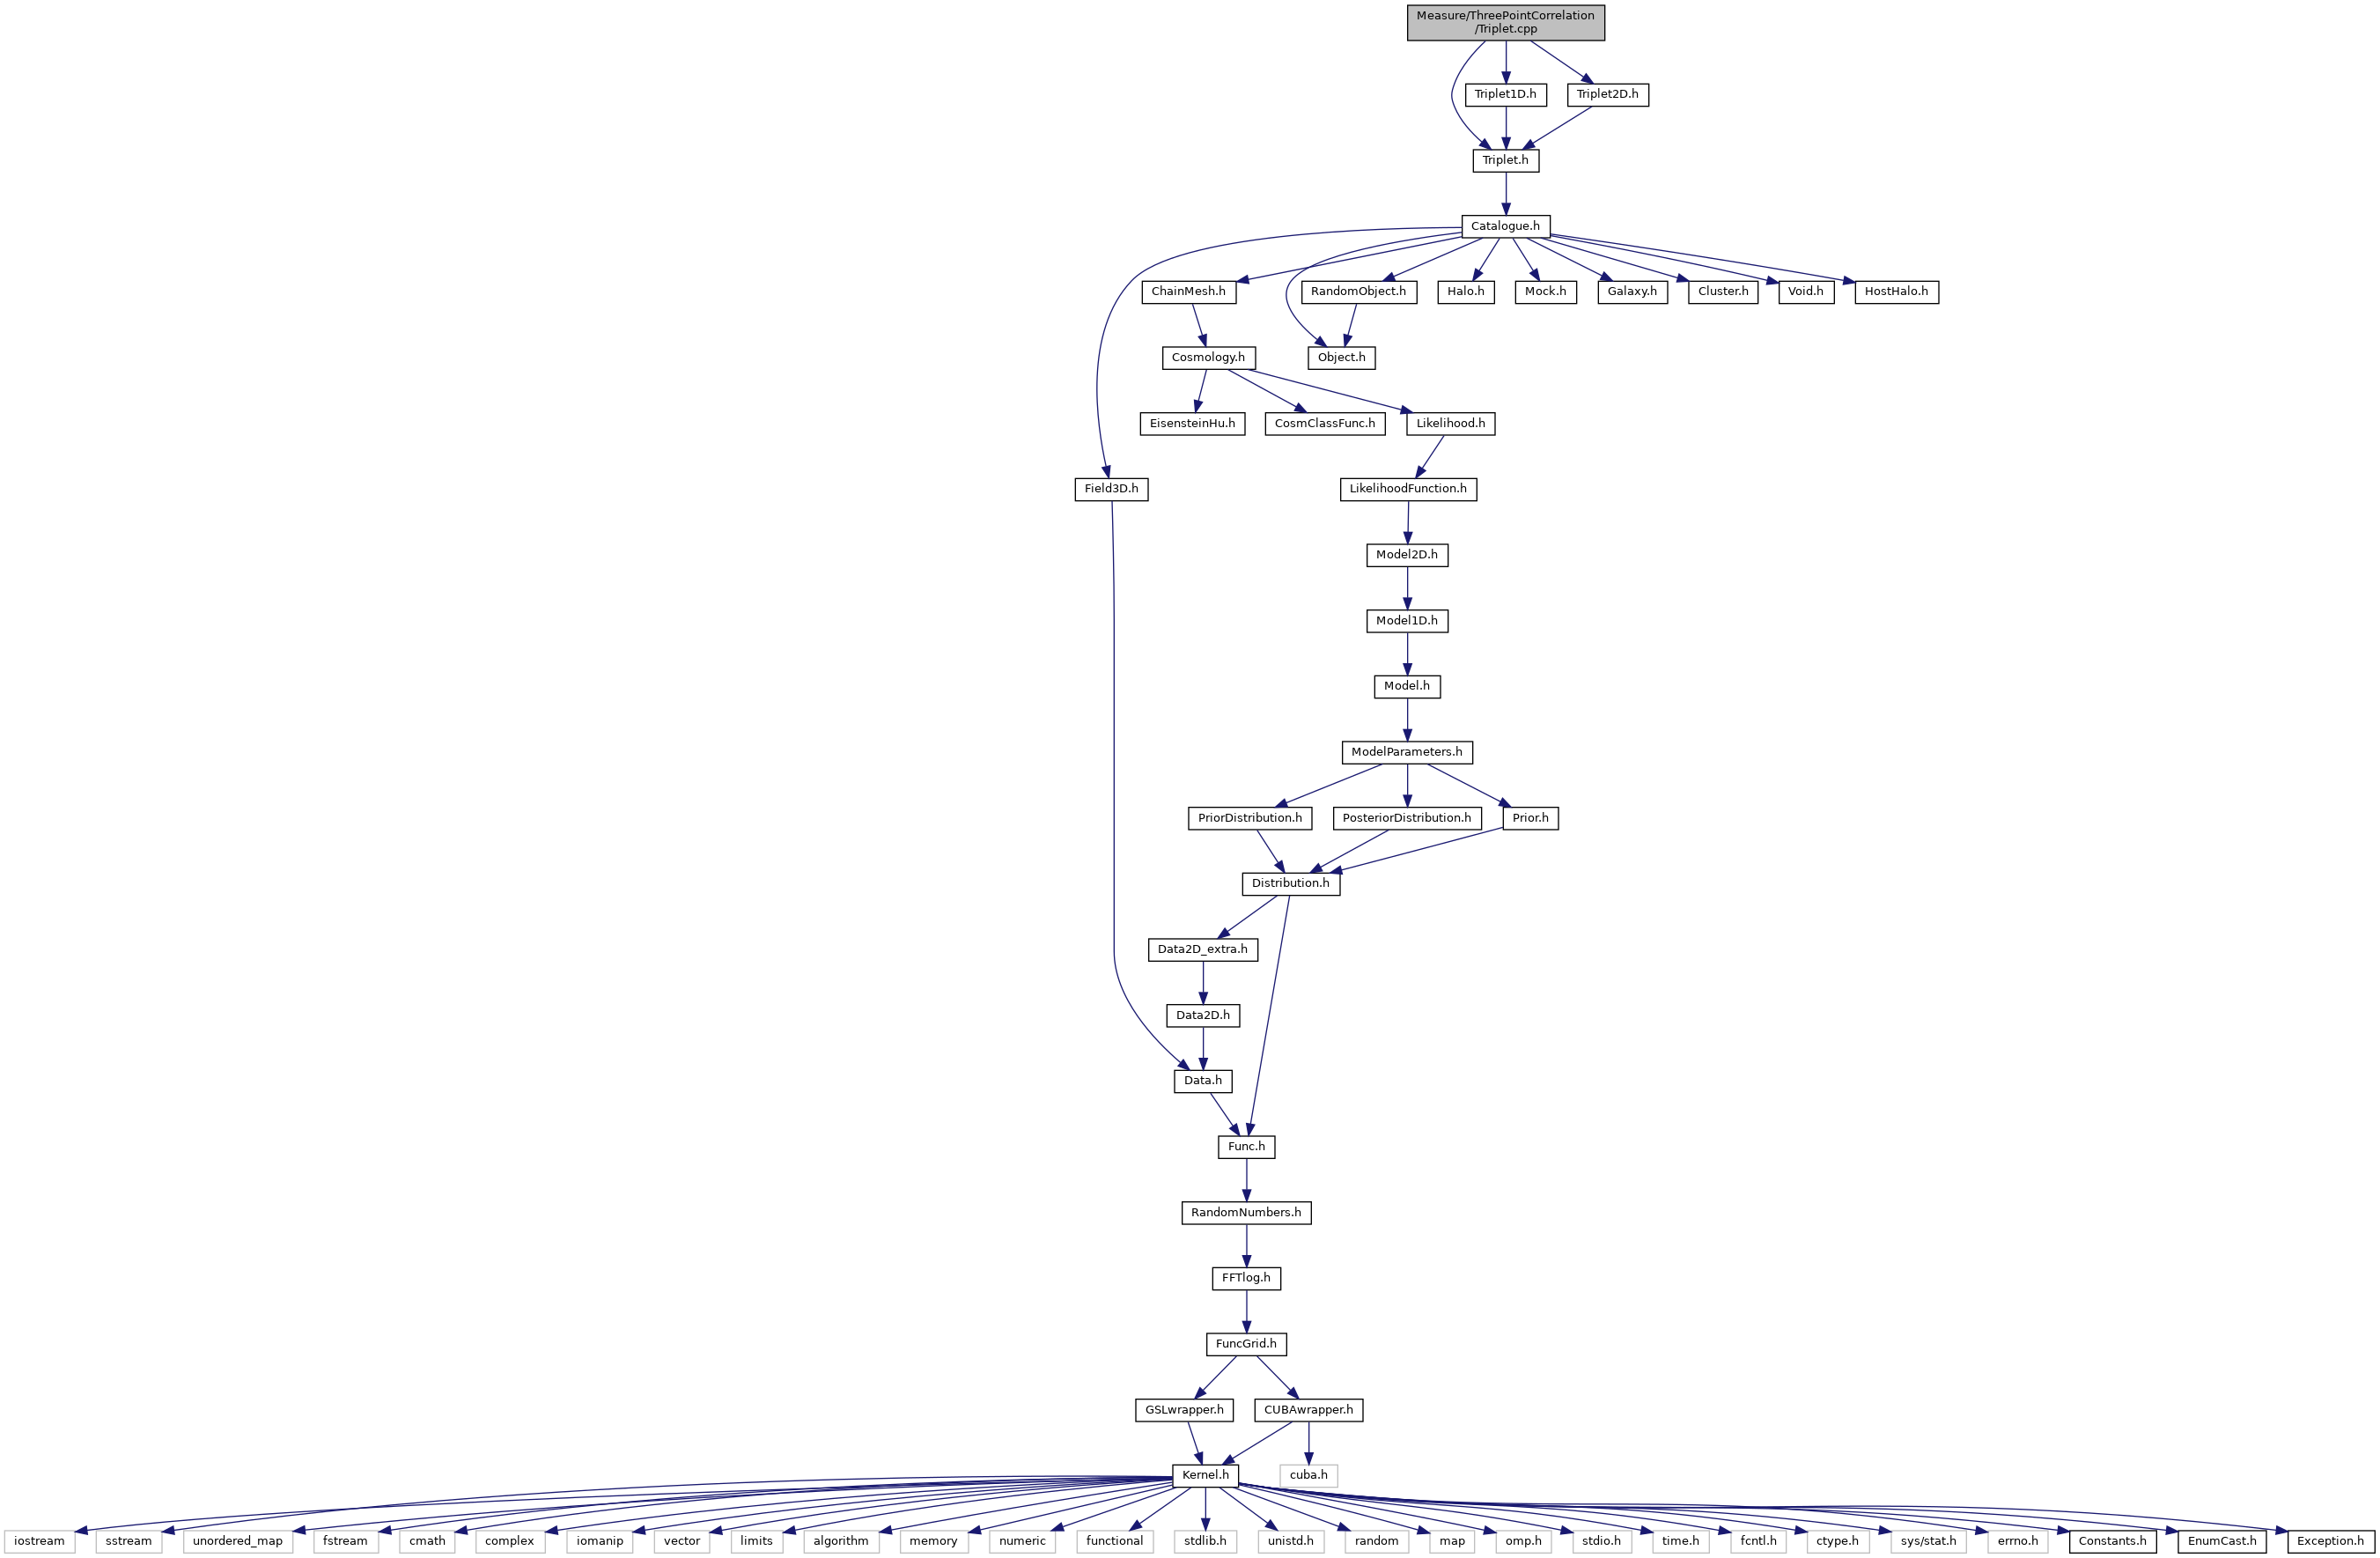 Measure/ThreePointCorrelation
/Triplet.cpp
Triplet1D.h
Triplet2D.h
Triplet.h
Catalogue.h
ChainMesh.h
RandomObject.h
Halo.h
Mock.h
Galaxy.h
Cluster.h
Void.h
HostHalo.h
Cosmology.h
Object.h
EisensteinHu.h
CosmClassFunc.h
Likelihood.h
Field3D.h
LikelihoodFunction.h
Model2D.h
Model1D.h
Model.h
ModelParameters.h
PriorDistribution.h
PosteriorDistribution.h
Prior.h
Distribution.h
Data2D_extra.h
Data2D.h
Data.h
Func.h
RandomNumbers.h
FFTlog.h
FuncGrid.h
GSLwrapper.h
CUBAwrapper.h
Kernel.h
cuba.h
iostream
sstream
unordered_map
fstream
cmath
complex
iomanip
vector
limits
algorithm
memory
numeric
functional
stdlib.h
unistd.h
random
map
omp.h
stdio.h
time.h
fcntl.h
ctype.h
sys/stat.h
errno.h
Constants.h
EnumCast.h
Exception.h